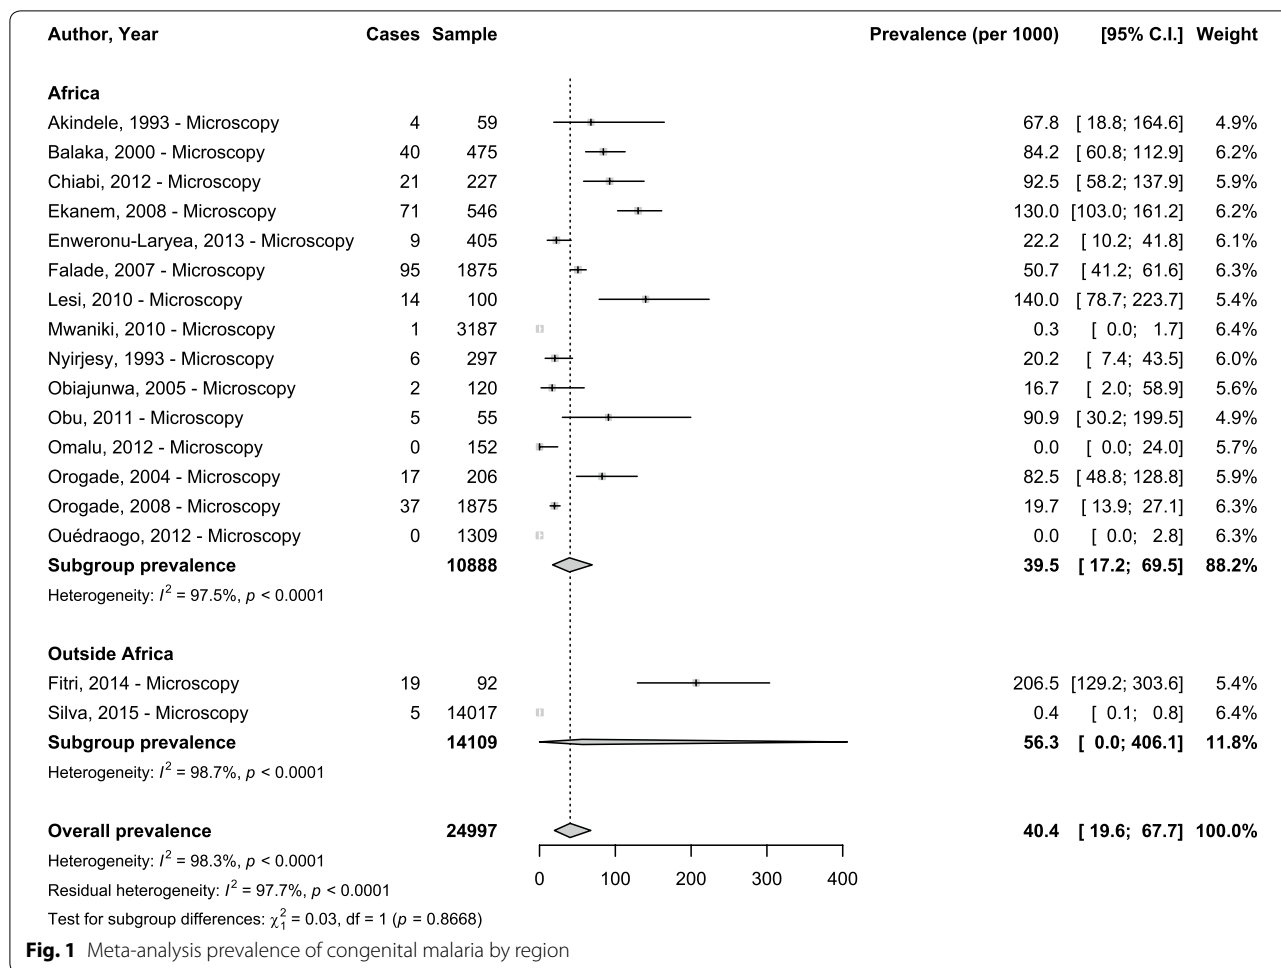 Author, Year Cases Sample Prevalence (per 1000) [95% C.I.] Weight
Africa
Akindele, 1993 - Microscopy 4 59 67.8 [ 18.8; 164.6] 4.9%
Balaka, 2000 - Microscopy 40 475 84.2 [ 60.8; 112.9] 6.2%
Chiabi, 2012 - Microscopy 21 227 92.5 [ 58.2; 137.9] 5.9%
Ekanem, 2008 - Microscopy 71 546 130.0 [103.0; 161.2] 6.2%
Enweronu-Laryea, 2013 - Microscopy 9 405 22.2 [ 10.2; 41.8] 6.1%
Falade, 2007 - Microscopy 95 1875 50.7 [ 41.2; 61.6] 6.3%
Lesi, 2010 - Microscopy 14 100 140.0 [ 78.7; 223.7] 5.4%
Mwaniki, 2010 - Microscopy 1 3187 0.3 [ 0.0; 1.7] 6.4%
Nyirjesy, 1993 - Microscopy 6 297 20.2 [ 7.4; 43.5] 6.0%
Obiajunwa, 2005 - Microscopy 2 120 16.7 [ 2.0; 58.9] 5.6%
Obu, 2011 - Microscopy 5 55 90.9 [ 30.2; 199.5] 4.9%
Omalu, 2012 - Microscopy 0 152 0.0 [ 0.0; 24.0] 5.7%
Orogade, 2004 - Microscopy 17 206 82.5 [ 48.8; 128.8] 5.9%
Orogade, 2008 - Microscopy 37 1875 19.7 [ 13.9; 27.1] 6.3%
Ouédraogo, 2012 - Microscopy 0 1309 0.0 [ 0.0; 2.8] 6.3%
Subgroup prevalence 10888 39.5 [ 17.2; 69.5] 88.2%
Heterogeneity: I² = 97.5%, p < 0.0001
Outside Africa
Fitri, 2014 - Microscopy 19 92 206.5 [129.2; 303.6] 5.4%
Silva, 2015 - Microscopy 5 14017 0.4 [ 0.1; 0.8] 6.4%
Subgroup prevalence 14109 56.3 [ 0.0; 406.1] 11.8%
Heterogeneity: I² = 98.7%, p < 0.0001
Overall prevalence 24997 40.4 [ 19.6; 67.7] 100.0%
Heterogeneity: I² = 98.3%, p < 0.0001
0 100 200 300 400
Residual heterogeneity: I² = 97.7%, p < 0.0001
Test for subgroup differences: χ₁² = 0.03, df = 1 (p = 0.8668)
Fig. 1 Meta-analysis prevalence of congenital malaria by region